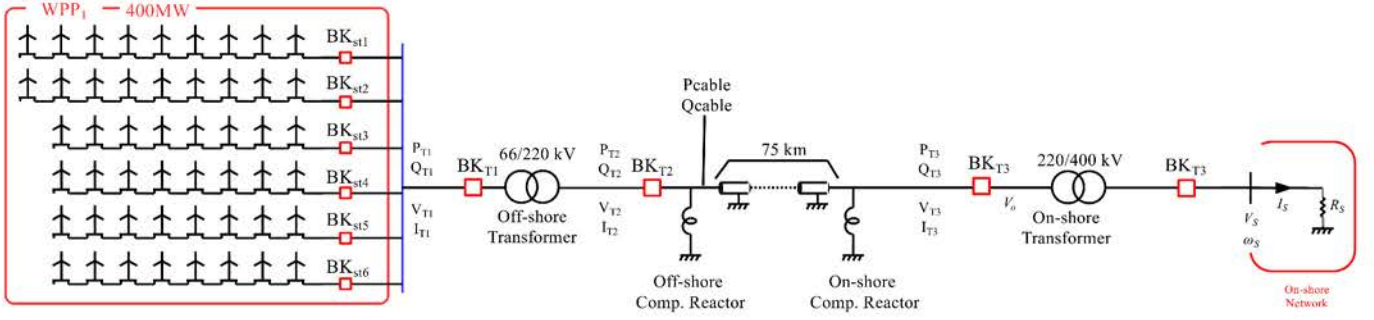 WPP1 — 400MW
BKst1
BKst2
BKst3
BKst4
BKst5
BKst6
PT1
QT1
VT1
IT1
BKT1
66/220 kV
Off-shore
Transformer
PT2
QT2
VT2
IT2
BKT2
Pcable
Qcable
75 km
Off-shore
Comp. Reactor
On-shore
Comp. Reactor
PT3
QT3
VT3
IT3
BKT3
Vo
220/400 kV
On-shore
Transformer
BKT3
VS
ωS
IS
RS
On-shore
Network